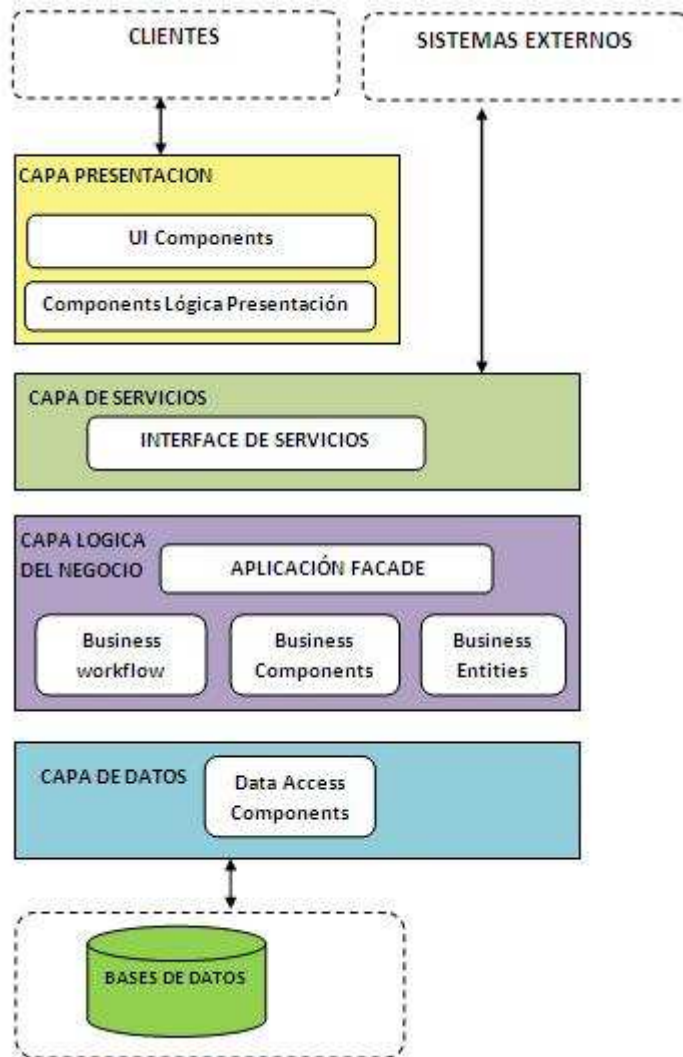 CLIENTES
SISTEMAS EXTERNOS
CAPA PRESENTACION
UI Components
Components Lógica Presentación
CAPA DE SERVICIOS
INTERFACE DE SERVICIOS
CAPA LOGICA
DEL NEGOCIO
APLICACIÓN FACADE
Business
workflow
Business
Components
Business
Entities
CAPA DE DATOS
Data Access
Components
BASES DE DATOS